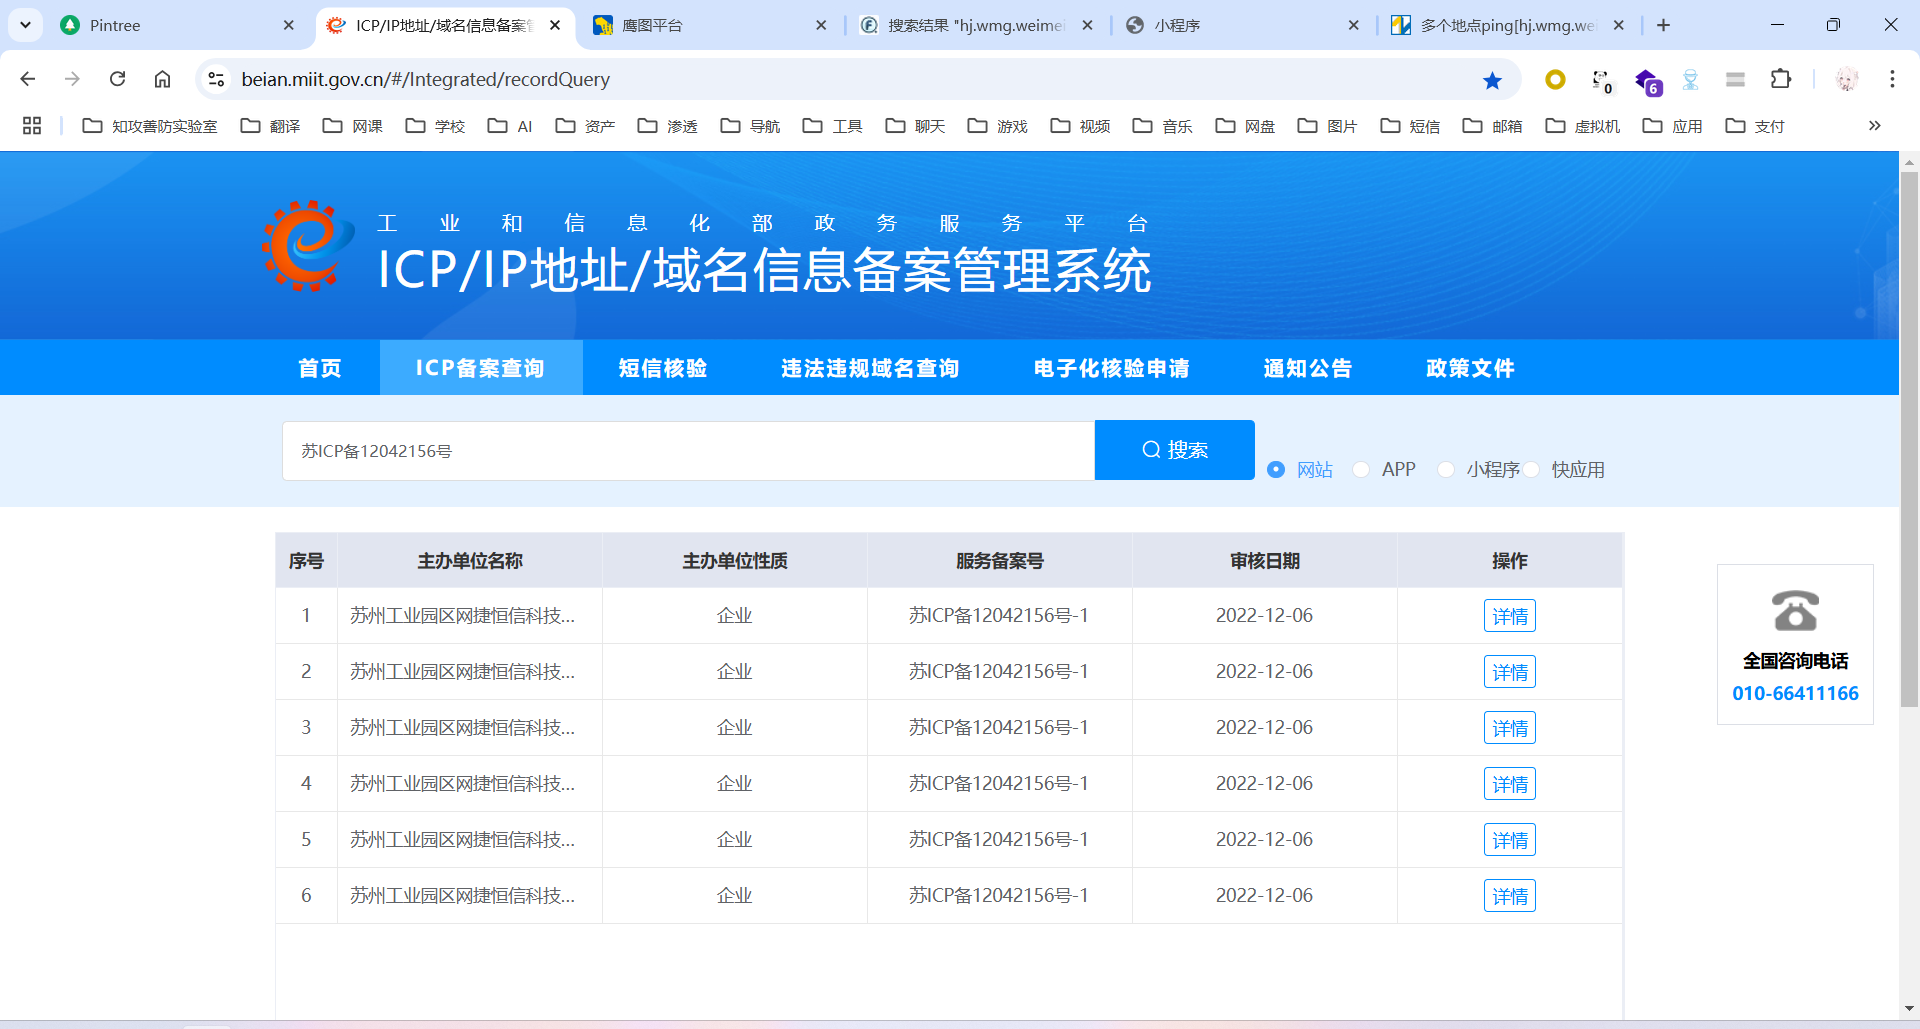 Pintree
ICP/IP地址/域名信息备案管
鹰图平台
搜索结果 "hj.wmg.weimei
小程序
多个地点ping[hj.wmg.wei
beian.miit.gov.cn/#/Integrated/recordQuery
0
6
知攻善防实验室
翻译
网课
学校
AI
资产
渗透
导航
工具
聊天
游戏
视频
音乐
网盘
图片
短信
邮箱
虚拟机
应用
支付
工业和信息化部政务服务平台
ICP/IP地址/域名信息备案管理系统
首页
ICP备案查询
短信核验
违法违规域名查询
电子化核验申请
通知公告
政策文件
苏ICP备12042156号
搜索
网站
APP
小程序
快应用
序号 主办单位名称 主办单位性质 服务备案号 审核日期 操作
1 苏州工业园区网捷恒信科技... 企业 苏ICP备12042156号-1 2022-12-06 详情
2 苏州工业园区网捷恒信科技... 企业 苏ICP备12042156号-1 2022-12-06 详情
3 苏州工业园区网捷恒信科技... 企业 苏ICP备12042156号-1 2022-12-06 详情
4 苏州工业园区网捷恒信科技... 企业 苏ICP备12042156号-1 2022-12-06 详情
5 苏州工业园区网捷恒信科技... 企业 苏ICP备12042156号-1 2022-12-06 详情
6 苏州工业园区网捷恒信科技... 企业 苏ICP备12042156号-1 2022-12-06 详情
全国咨询电话
010-66411166